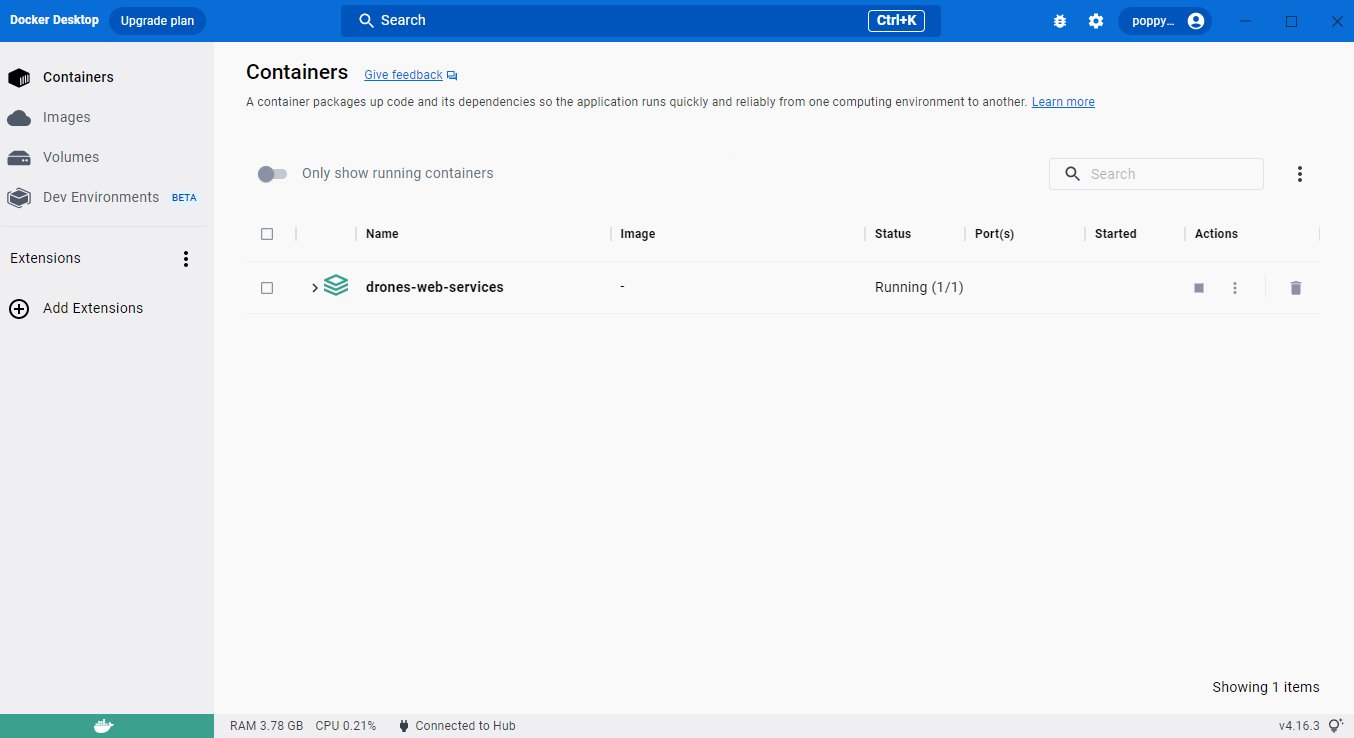 Docker Desktop Upgrade plan Search Ctrl+K poppy...
Containers
Images
Volumes
Dev Environments BETA
Extensions
Add Extensions
Containers Give feedback
A container packages up code and its dependencies so the application runs quickly and reliably from one computing environment to another. Learn more
Only show running containers Search
Name Image Status Port(s) Started Actions
drones-web-services - Running (1/1)
Showing 1 items
RAM 3.78 GB CPU 0.21% Connected to Hub v4.16.3